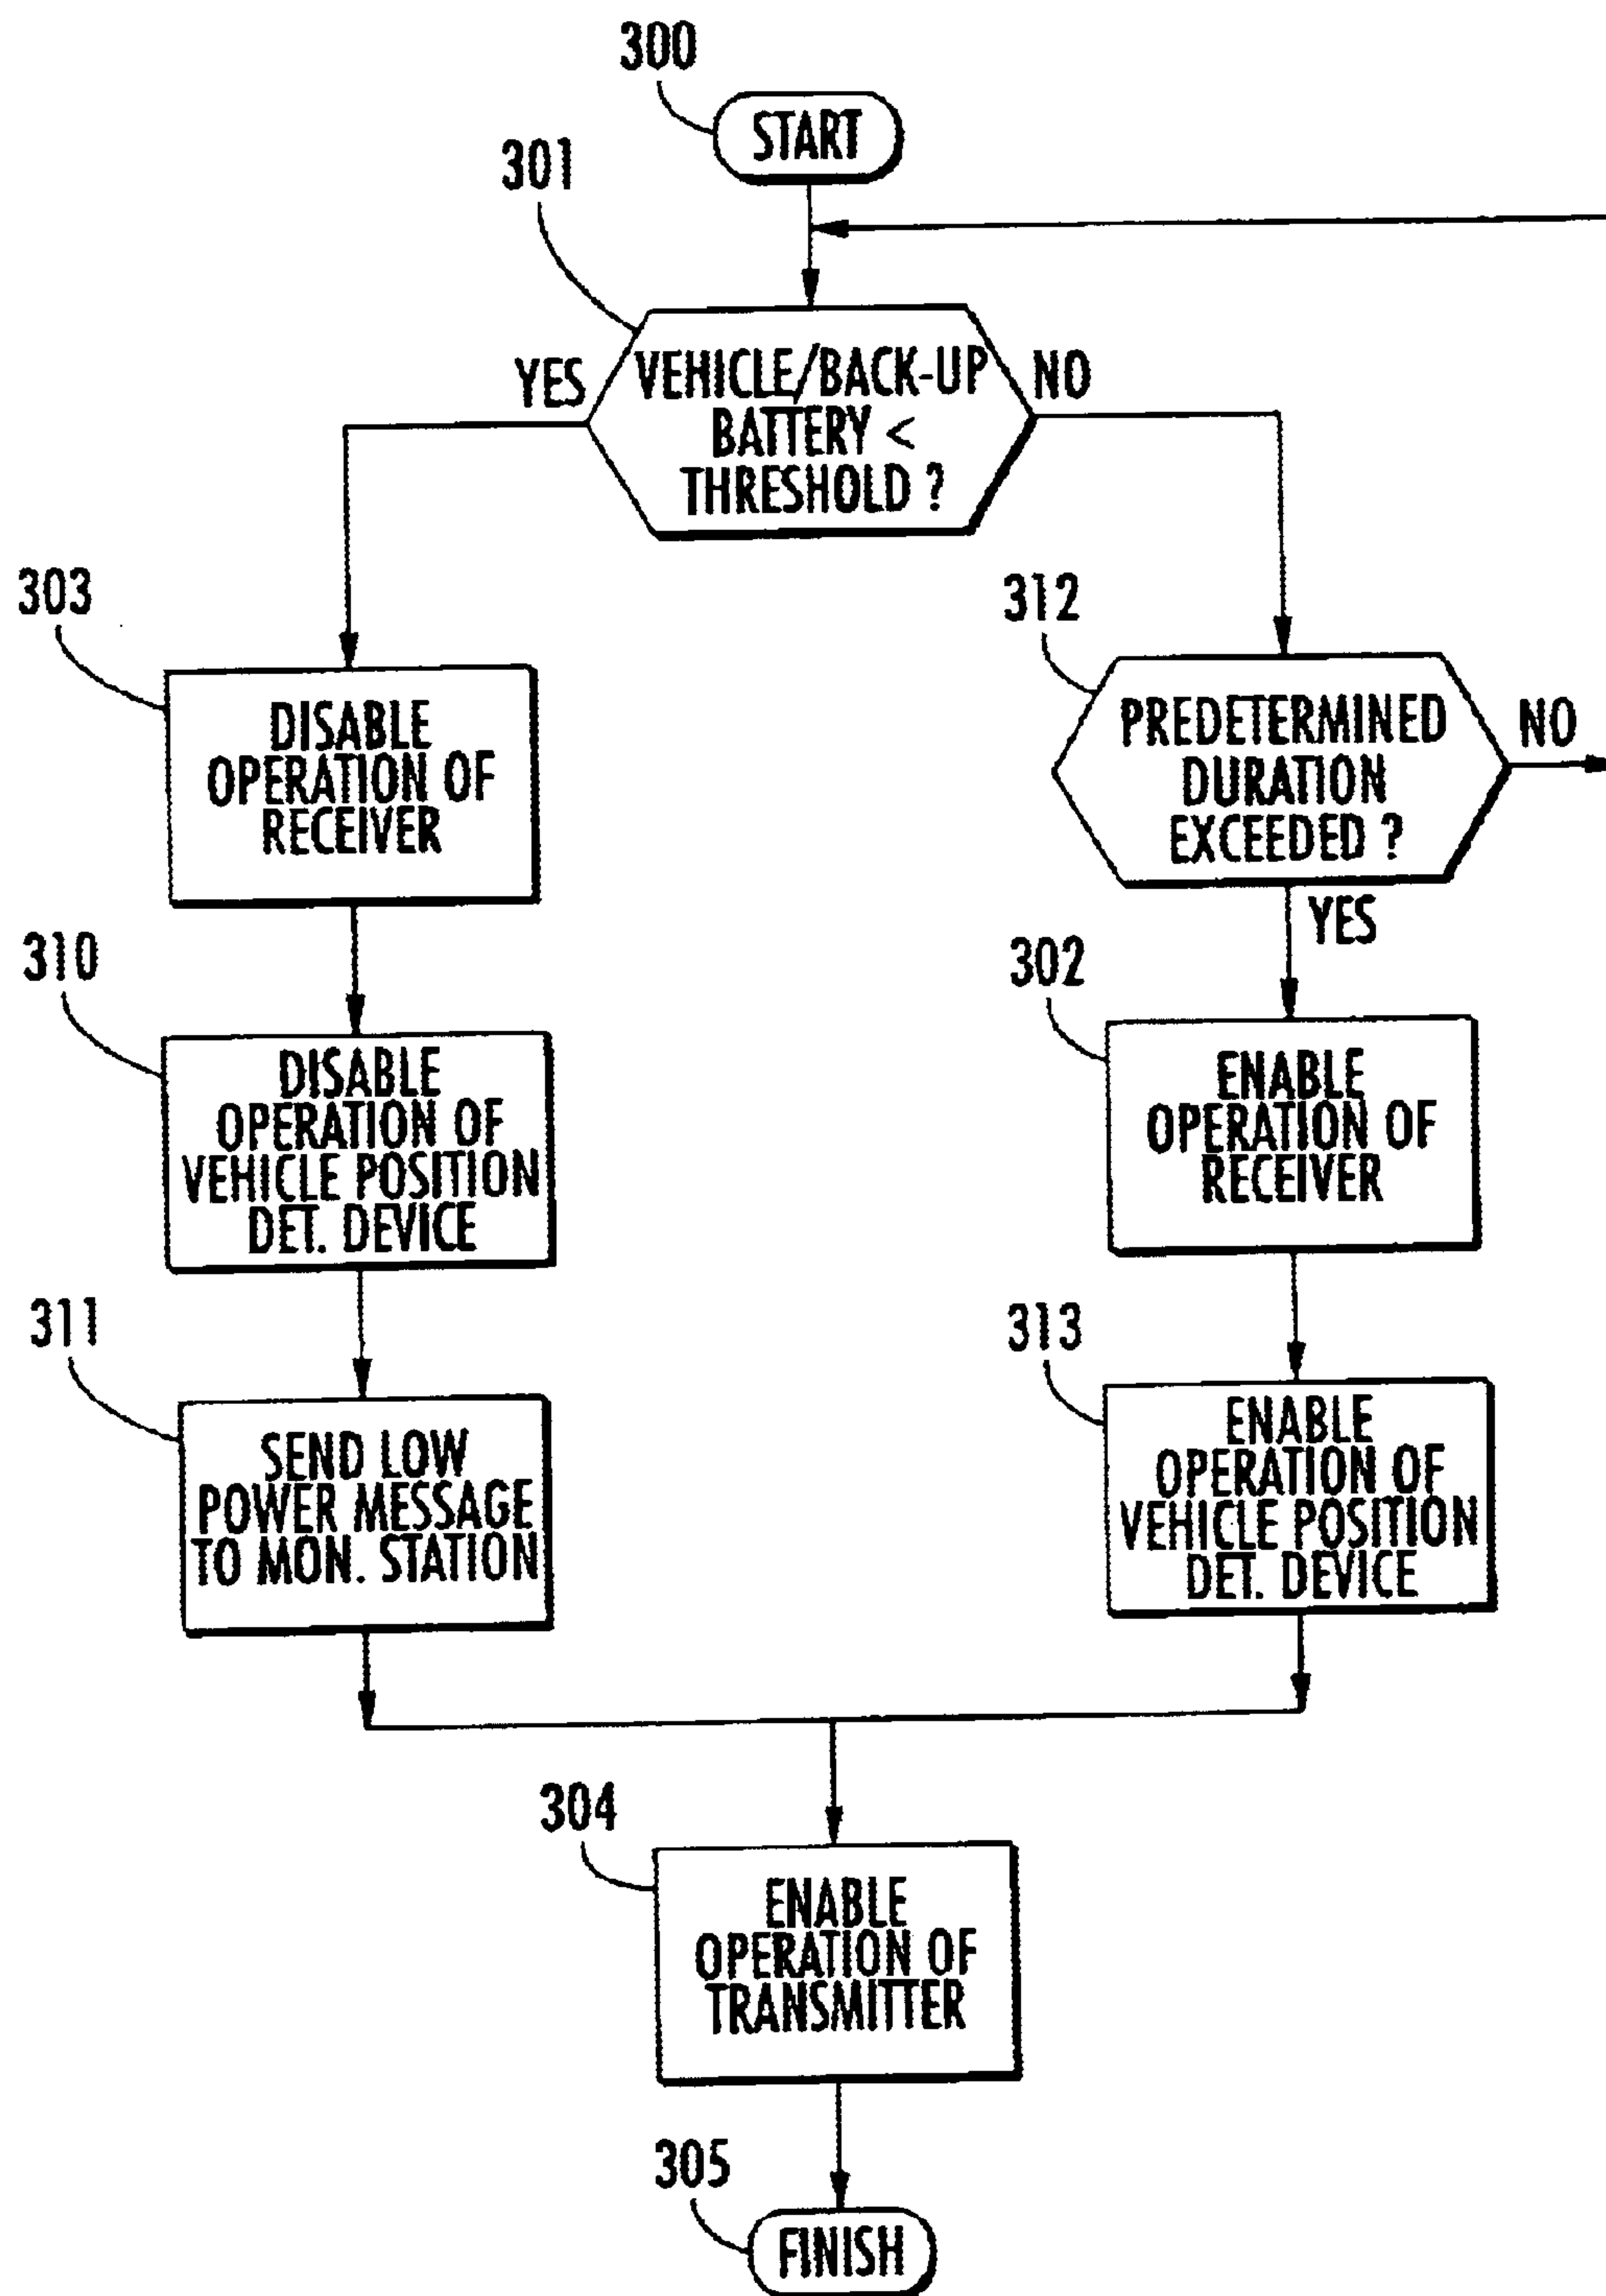 300
START
301
YES
VEHICLE/BACK-UP
BATTERY <
THRESHOLD ?
NO
303
DISABLE
OPERATION OF
RECEIVER
312
PREDETERMINED
DURATION
EXCEEDED ?
NO
YES
310
DISABLE
OPERATION OF
VEHICLE POSITION
DET. DEVICE
302
ENABLE
OPERATION OF
RECEIVER
311
SEND LOW
POWER MESSAGE
TO MON. STATION
313
ENABLE
OPERATION OF
VEHICLE POSITION
DET. DEVICE
304
ENABLE
OPERATION OF
TRANSMITTER
305
FINISH